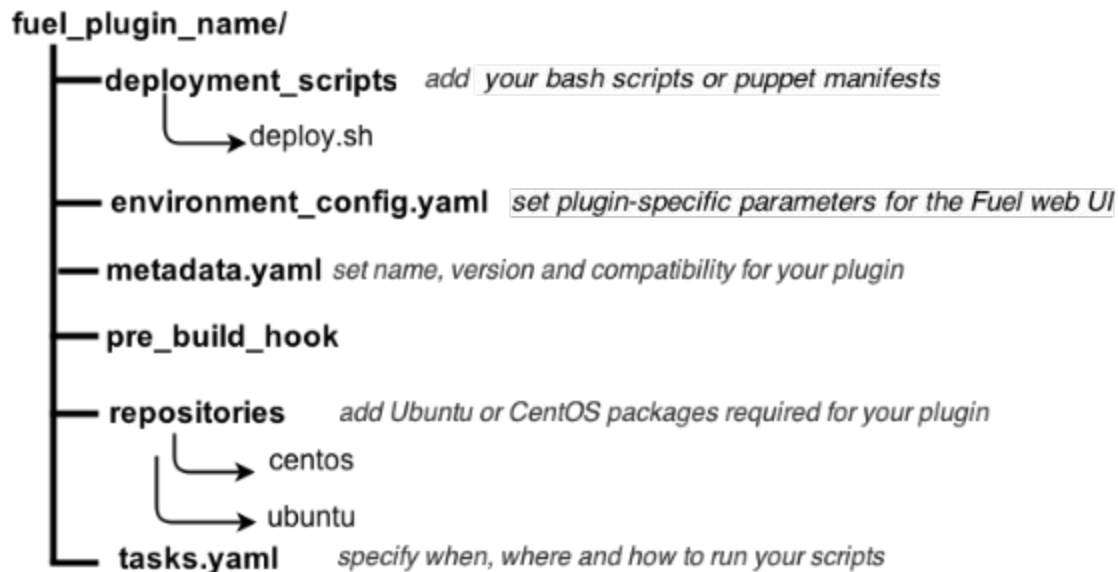 fuel_plugin_name/
deployment_scripts add your bash scripts or puppet manifests
deploy.sh
environment_config.yaml set plugin-specific parameters for the Fuel web UI
metadata.yaml set name, version and compatibility for your plugin
pre_build_hook
repositories add Ubuntu or CentOS packages required for your plugin
centos
ubuntu
tasks.yaml specify when, where and how to run your scripts